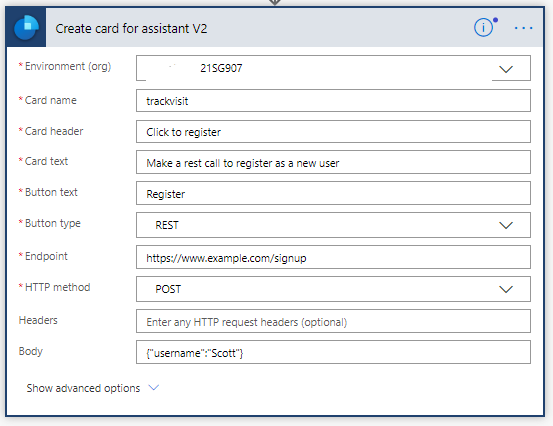 Create card for assistant V2
* Environment (org) 21SG907
* Card name trackvisit
* Card header Click to register
* Card text Make a rest call to register as a new user
* Button text Register
* Button type REST
* Endpoint https://www.example.com/signup
* HTTP method POST
Headers Enter any HTTP request headers (optional)
Body {"username":"Scott"}
Show advanced options